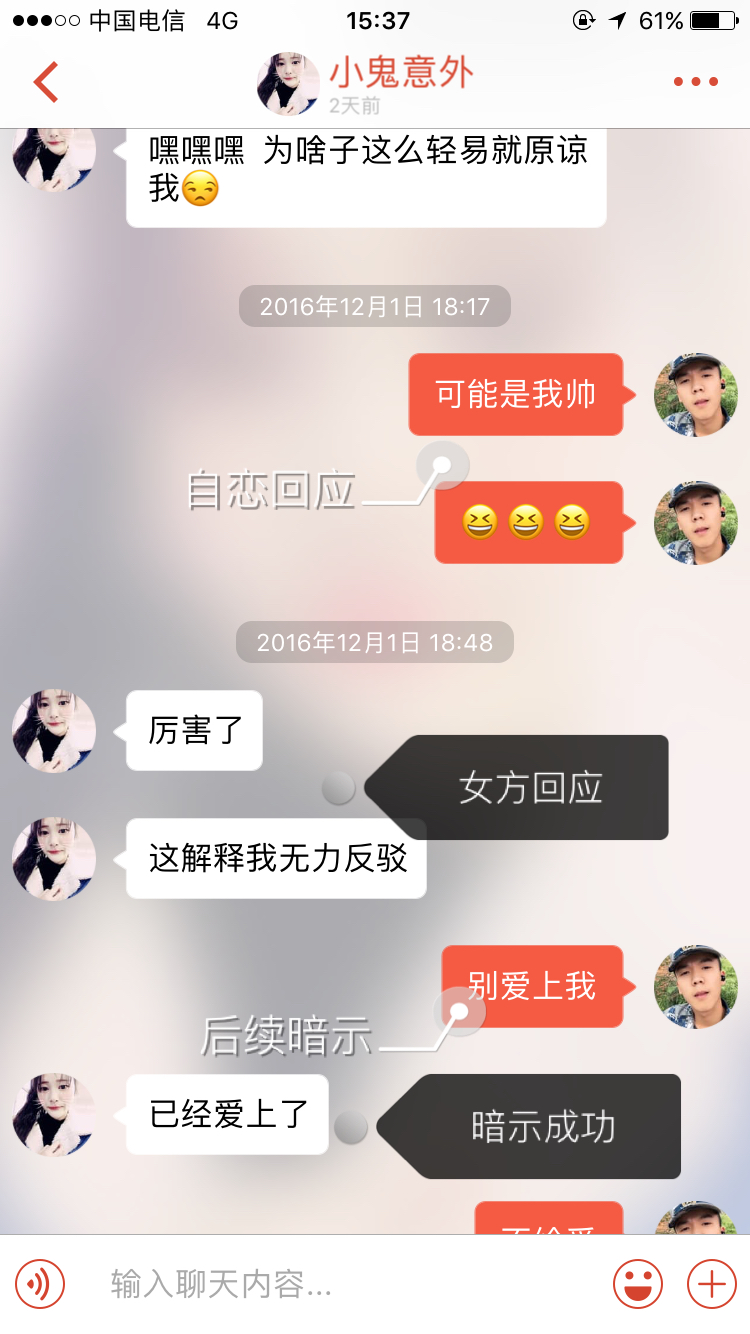 中国电信 4G 15:37 61%
小鬼意外
2天前
嘿嘿嘿 为啥子这么轻易就原谅
我😒
2016年12月1日 18:17
可能是我帅
自恋回应
😆😆😆
2016年12月1日 18:48
厉害了
女方回应
这解释我无力反驳
别爱上我
后续暗示
已经爱上了
暗示成功
输入聊天内容...